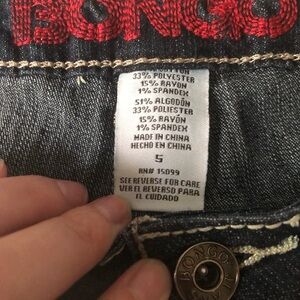 BONGO
33% POLYESTER
15% RAYON
1% SPANDEX
51% ALGODÓN
33% POLIESTER
15% RAYÓN
1% SPANDEX
MADE IN CHINA
HECHO EN CHINA
5
RN# 15099
SEE REVERSE FOR CARE
VER EL REVERSO PARA
EL CUIDADO
BONGO